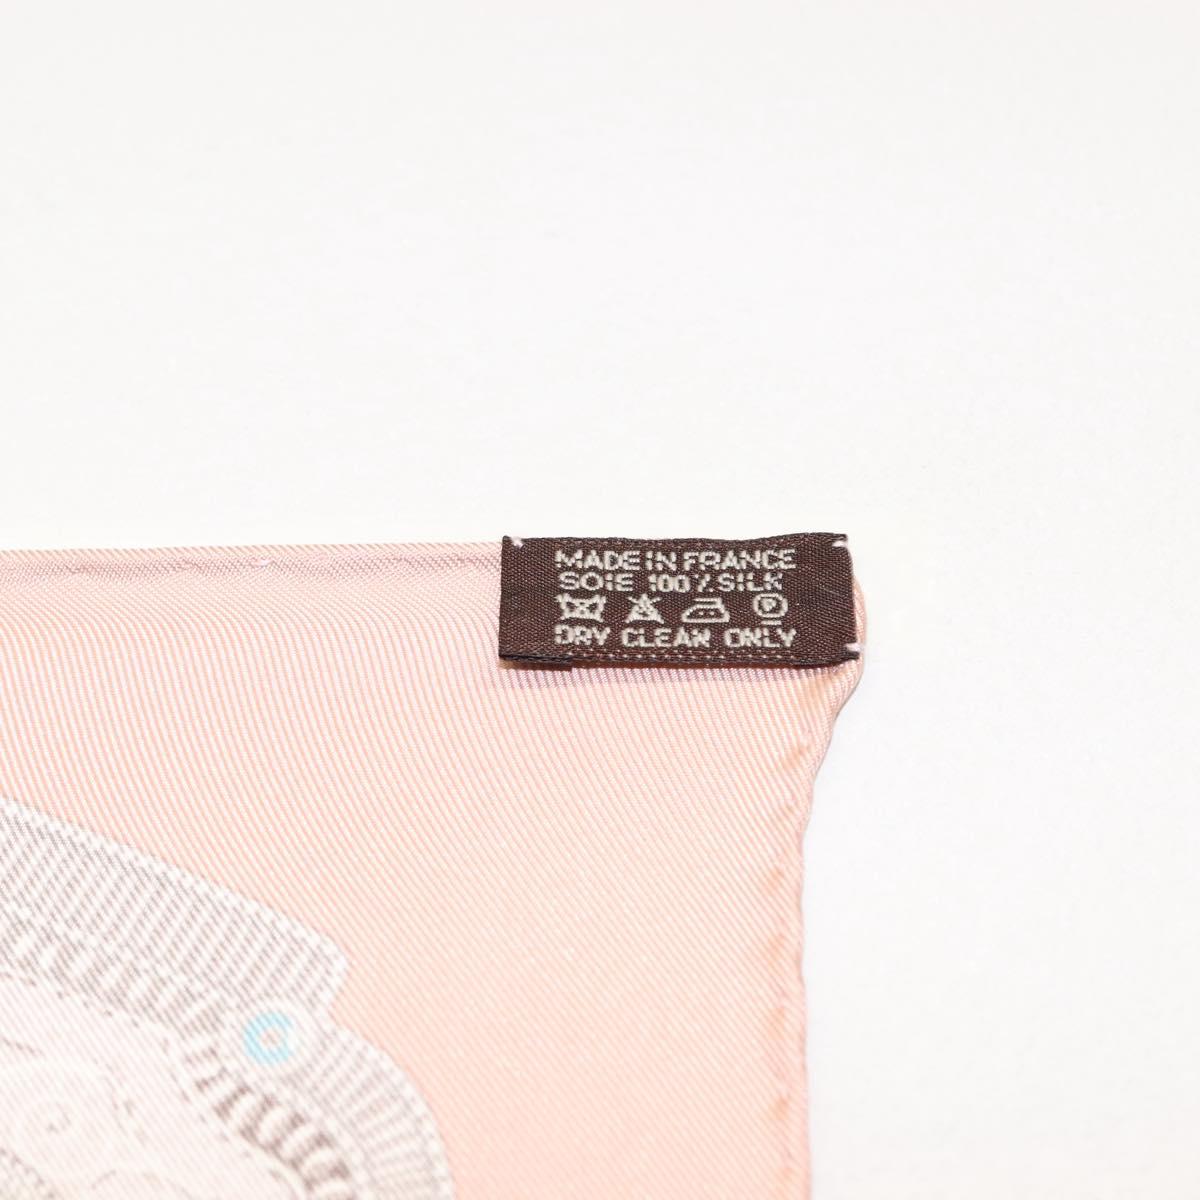 MADE IN FRANCE
SOIE 100% SILK
P
DRY CLEAN ONLY